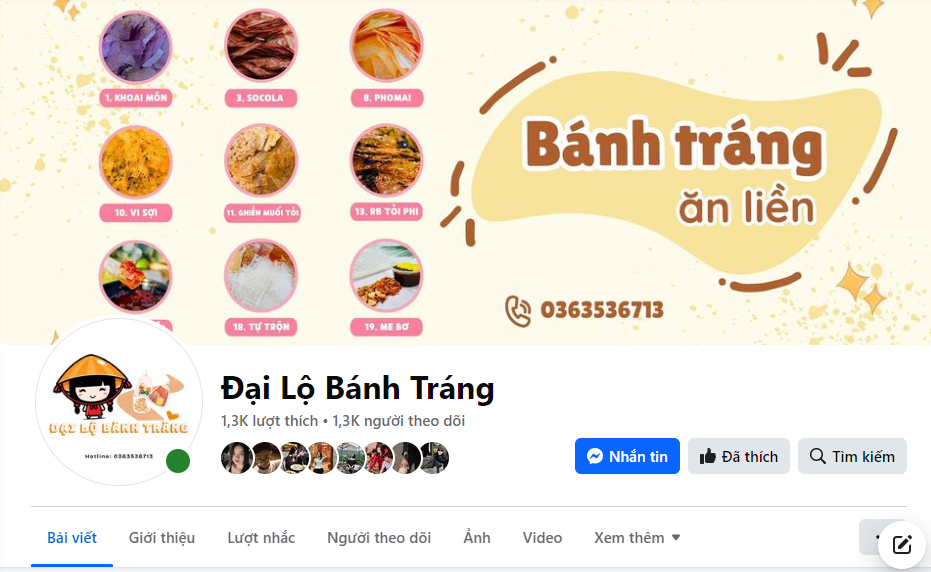 1. KHOAI MÔN
3. SOCOLA
8. PHOMAI
10. VI SỢI
11. GHIỀN MUỐI TỎI
13. RB TỎI PHI
18. TỰ TRỘN
19. ME BƠ
Bánh tráng
ăn liền
0363536713
ĐẠI LỘ BÁNH TRÁNG
Hotline: 0363536713
Đại Lộ Bánh Tráng
1,3K lượt thích • 1,3K người theo dõi
Nhắn tin
Đã thích
Tìm kiếm
Bài viết
Giới thiệu
Lượt nhắc
Người theo dõi
Ảnh
Video
Xem thêm